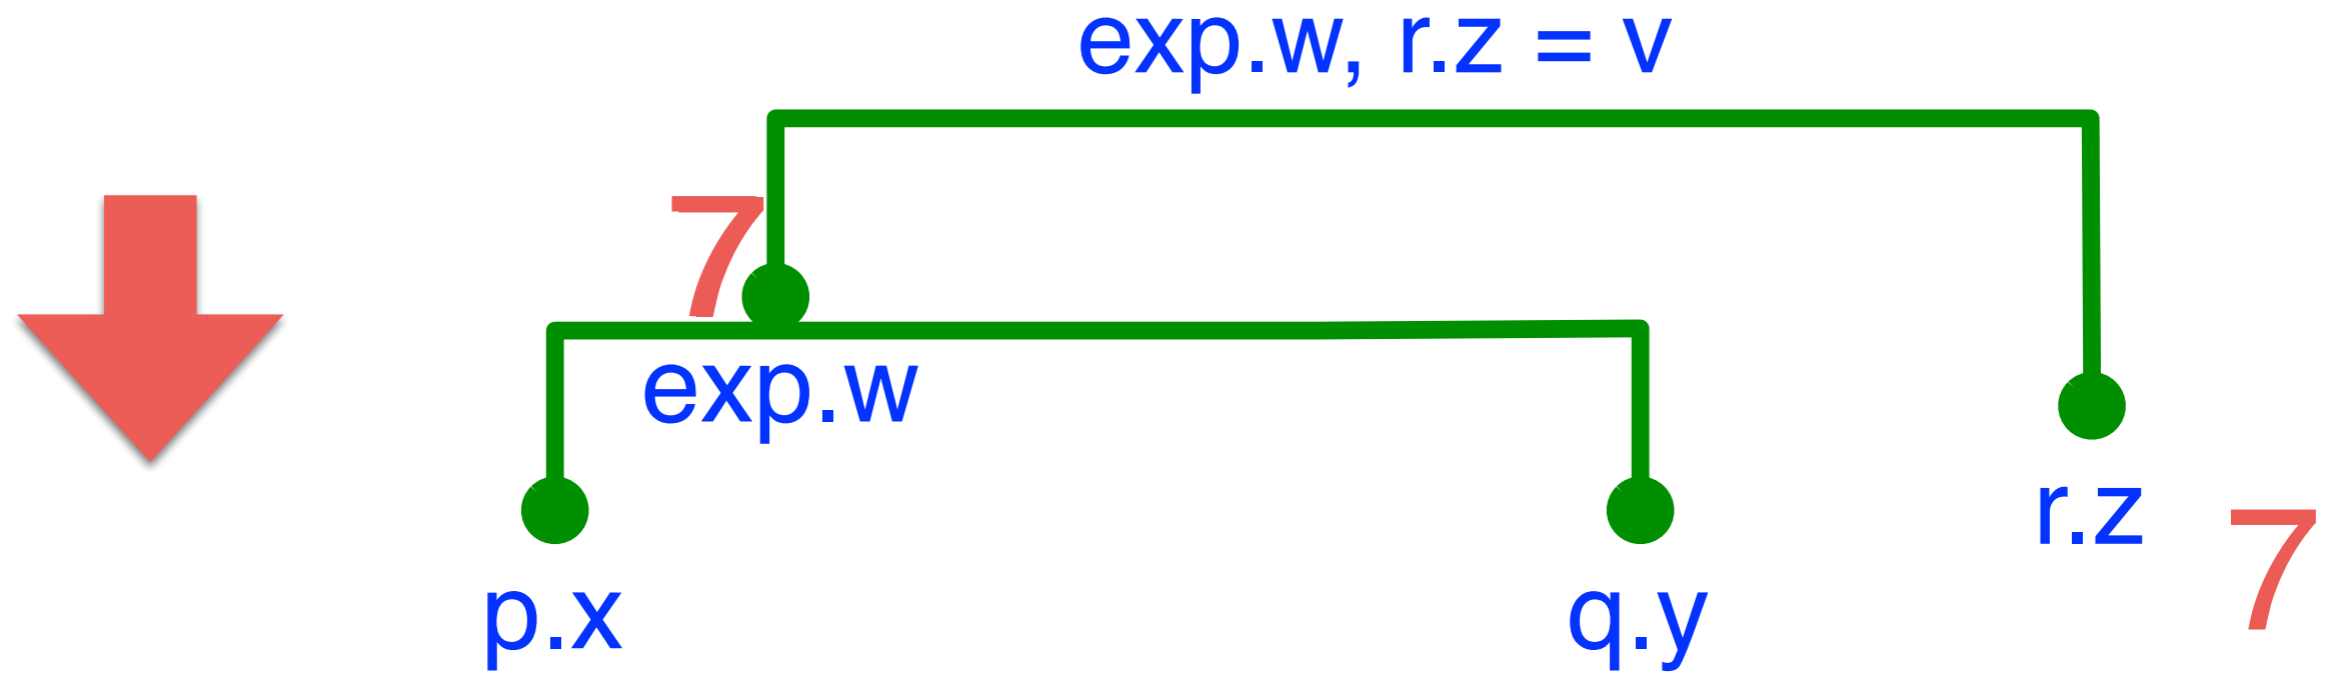 exp.w, r.z = v
7
exp.w
r.z
7
p.x
q.y